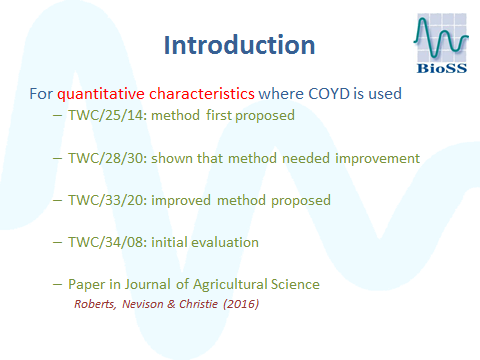 Introduction
BioSS
For quantitative characteristics where COYD is used
– TWC/25/14: method first proposed
– TWC/28/30: shown that method needed improvement
– TWC/33/20: improved method proposed
– TWC/34/08: initial evaluation
– Paper in Journal of Agricultural Science
Roberts, Nevison & Christie (2016)